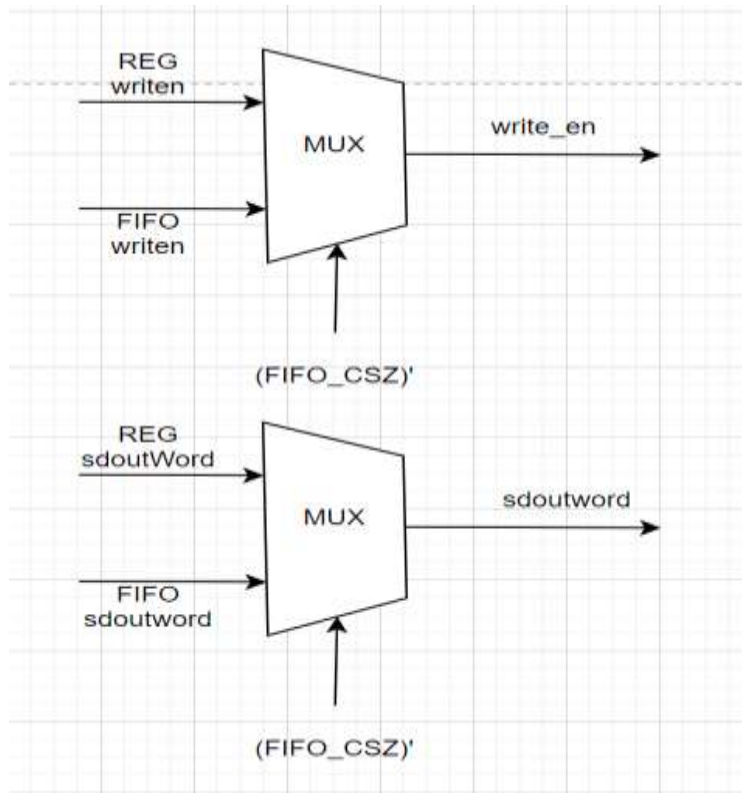 REG
writen
MUX
write_en
FIFO
writen
(FIFO_CSZ)'
REG
sdoutWord
MUX
sdoutword
FIFO
sdoutword
(FIFO_CSZ)'